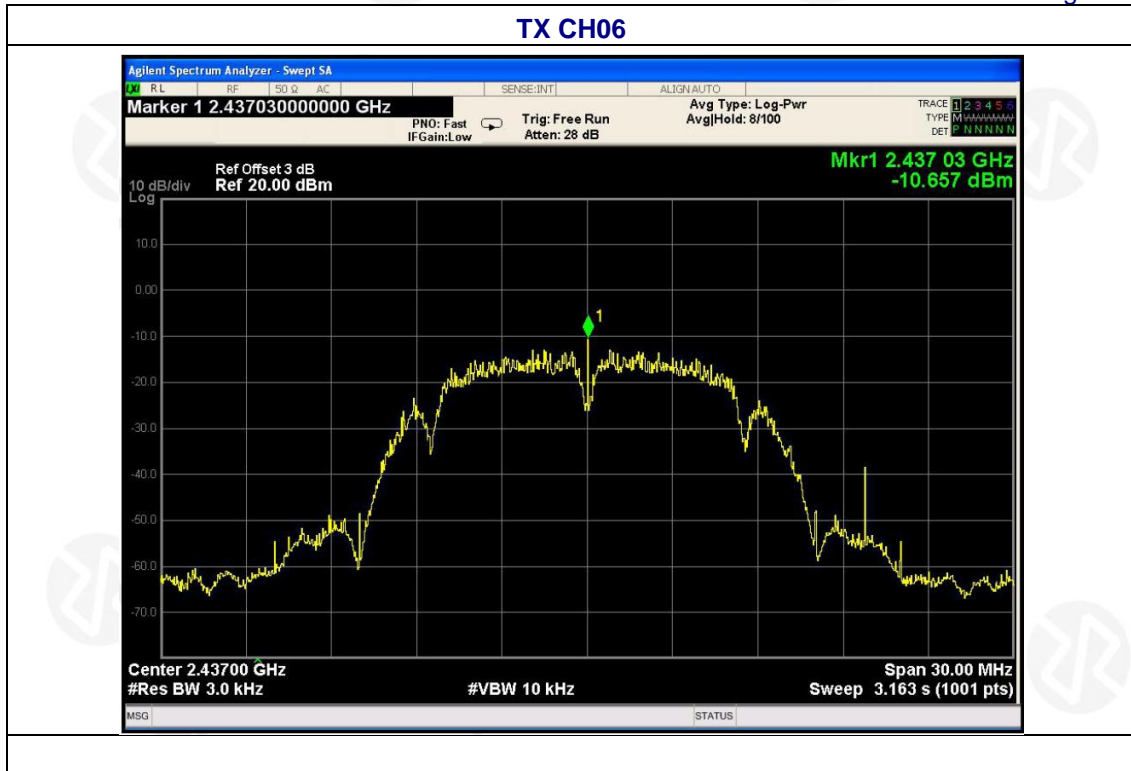 TX CH06
Agilent Spectrum Analyzer - Swept SA
LXI RL RF 50 Ω AC SENSE:INT ALIGN AUTO
Marker 1 2.437030000000 GHz
PNO: Fast
IFGain:Low
Trig: Free Run
Atten: 28 dB
Avg Type: Log-Pwr
Avg|Hold: 8/100
TRACE 1 2 3 4 5 6
TYPE M
DET P N N N N N
Ref Offset 3 dB
10 dB/div Ref 20.00 dBm
Log
Mkr1 2.437 03 GHz
-10.657 dBm
10.0
0.00
-10.0
-20.0
-30.0
-40.0
-50.0
-60.0
-70.0
1
Center 2.43700 GHz
Span 30.00 MHz
#Res BW 3.0 kHz
#VBW 10 kHz
Sweep 3.163 s (1001 pts)
MSG
STATUS